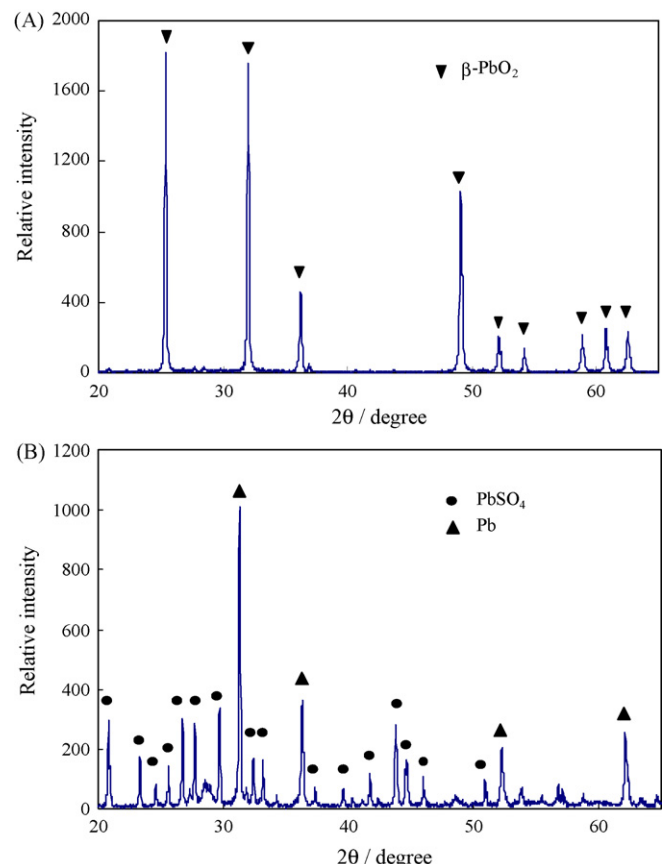 (A)
2000
1600
1200
800
400
0
Relative intensity
β-PbO₂
20 30 40 50 60
2θ / degree
(B)
1200
1000
800
600
400
200
0
Relative intensity
PbSO₄
Pb
20 30 40 50 60
2θ / degree